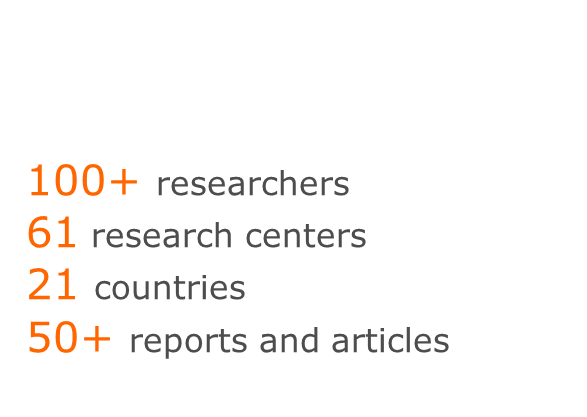 100+ researchers
61 research centers
21 countries
50+ reports and articles